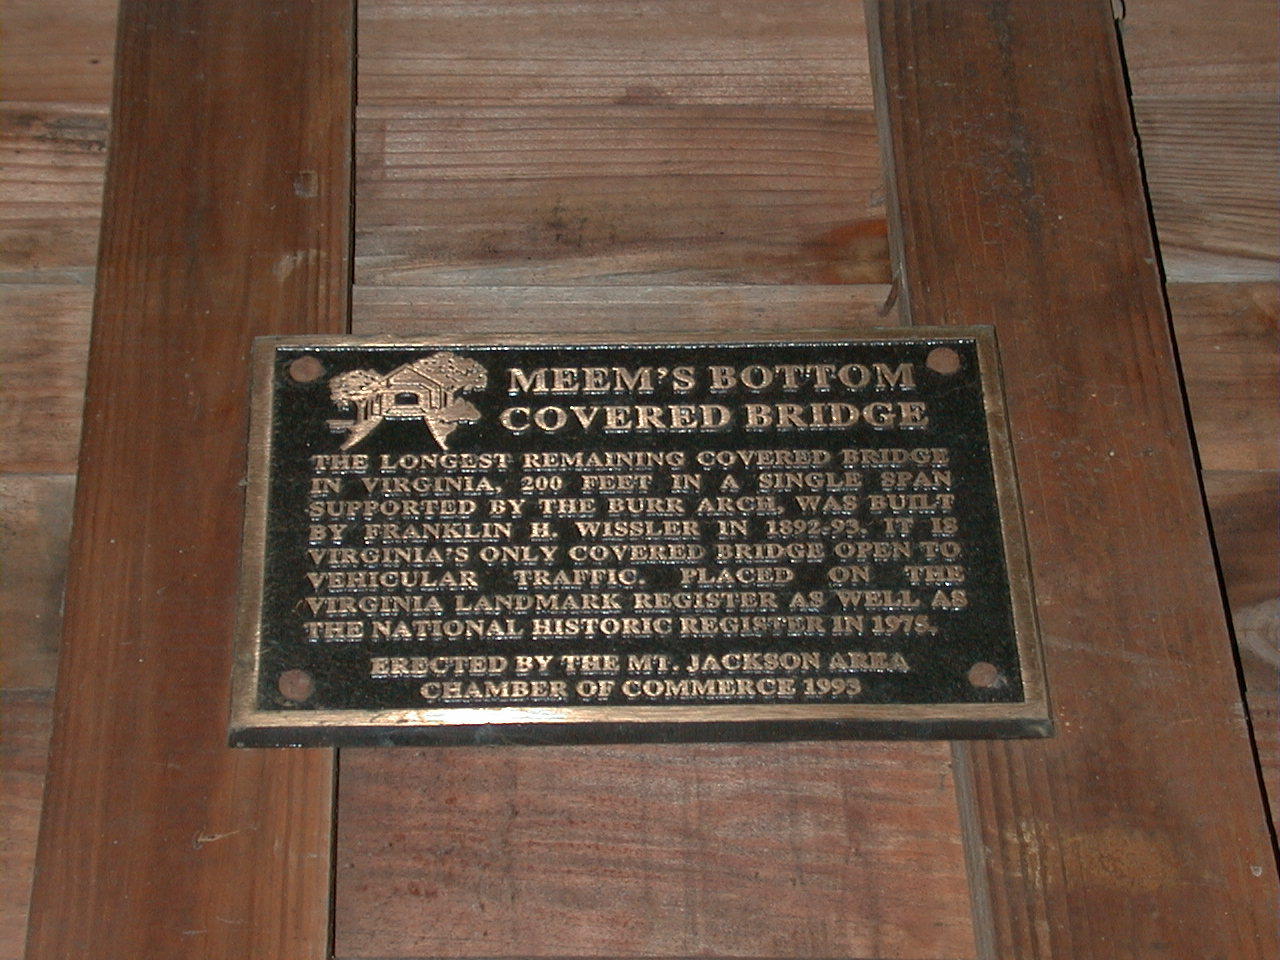 MEEM'S BOTTOM
COVERED BRIDGE
THE LONGEST REMAINING COVERED BRIDGE
IN VIRGINIA, 200 FEET IN A SINGLE SPAN
SUPPORTED BY THE BURR ARCH, WAS BUILT
BY FRANKLIN H. WISSLER IN 1892-93. IT IS
VIRGINIA'S ONLY COVERED BRIDGE OPEN TO
VEHICULAR TRAFFIC. PLACED ON THE
VIRGINIA LANDMARK REGISTER AS WELL AS
THE NATIONAL HISTORIC REGISTER IN 1975.
ERECTED BY THE MT. JACKSON AREA
CHAMBER OF COMMERCE 1993